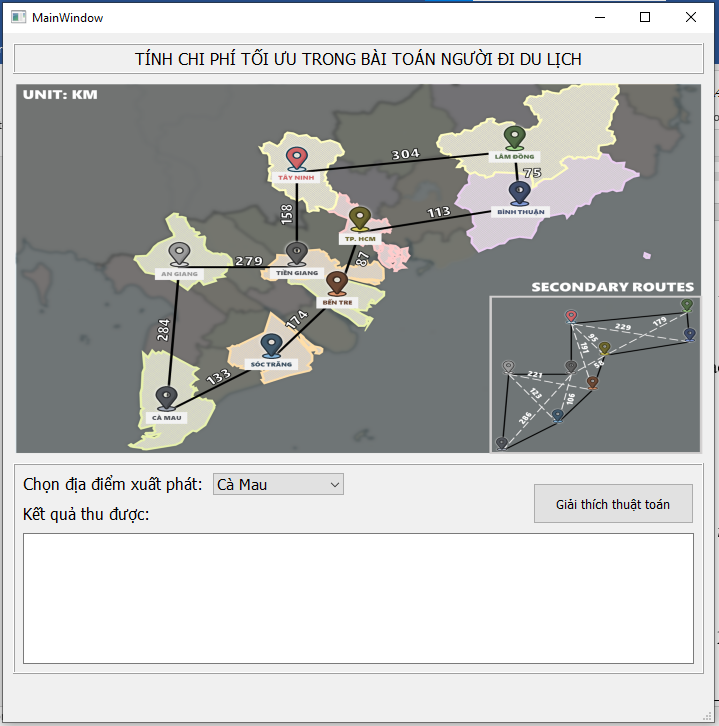 MainWindow
TÍNH CHI PHÍ TỐI ƯU TRONG BÀI TOÁN NGƯỜI ĐI DU LỊCH
UNIT: KM
304
LÂM ĐỒNG
TÂY NINH
75
158
113
BÌNH THUẬN
TP. HCM
279
87
AN GIANG
TIỀN GIANG
BẾN TRE
SECONDARY ROUTES
284
174
179
229
95
191
SÓC TRĂNG
58
133
221
123
106
CÀ MAU
286
Chọn địa điểm xuất phát:
Cà Mau
Giải thích thuật toán
Kết quả thu được: